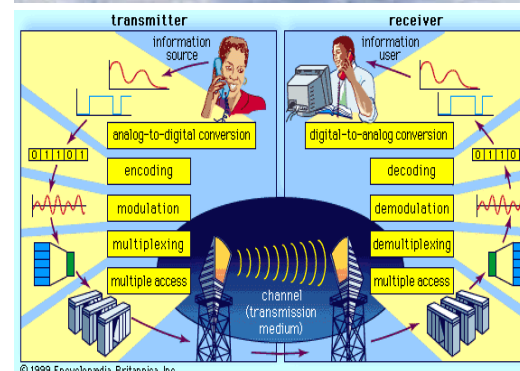 transmitter
receiver
information
source
information
user
analog-to-digital conversion
digital-to-analog conversion
0 1 1 0 1
0 1 1 0
encoding
decoding
modulation
demodulation
multiplexing
demultiplexing
multiple access
multiple access
channel
(transmission
medium)
© 1999 Encyclopædia Britannica, Inc.